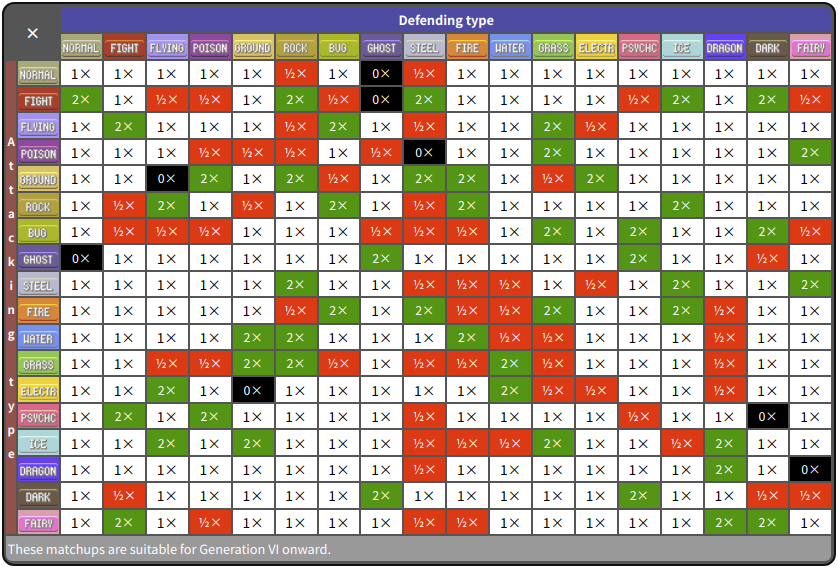 ×
Defending type
NORMAL FIGHT FLYING POISON GROUND ROCK BUG GHOST STEEL FIRE WATER GRASS ELECTR PSYCHC ICE DRAGON DARK FAIRY
Attacking type
NORMAL 1× 1× 1× 1× 1× ½× 1× 0× ½× 1× 1× 1× 1× 1× 1× 1× 1× 1×
FIGHT 2× 1× ½× ½× 1× 2× ½× 0× 2× 1× 1× 1× 1× ½× 2× 1× 2× ½×
FLYING 1× 2× 1× 1× 1× ½× 2× 1× ½× 1× 1× 2× ½× 1× 1× 1× 1× 1×
POISON 1× 1× 1× ½× ½× ½× 1× ½× 0× 1× 1× 2× 1× 1× 1× 1× 1× 2×
GROUND 1× 1× 0× 2× 1× 2× ½× 1× 2× 2× 1× ½× 2× 1× 1× 1× 1× 1×
ROCK 1× ½× 2× 1× ½× 1× 2× 1× ½× 2× 1× 1× 1× 1× 2× 1× 1× 1×
BUG 1× ½× ½× ½× 1× 1× 1× ½× ½× ½× 1× 2× 1× 2× 1× 1× 2× ½×
GHOST 0× 1× 1× 1× 1× 1× 1× 2× 1× 1× 1× 1× 1× 2× 1× 1× ½× 1×
STEEL 1× 1× 1× 1× 1× 2× 1× 1× ½× ½× ½× 1× ½× 1× 2× 1× 1× 2×
FIRE 1× 1× 1× 1× 1× ½× 2× 1× 2× ½× ½× 2× 1× 1× 2× ½× 1× 1×
WATER 1× 1× 1× 1× 2× 2× 1× 1× 1× 2× ½× ½× 1× 1× 1× ½× 1× 1×
GRASS 1× 1× ½× ½× 2× 2× ½× 1× ½× ½× 2× ½× 1× 1× 1× ½× 1× 1×
ELECTR 1× 1× 2× 1× 0× 1× 1× 1× 1× 1× 2× ½× ½× 1× 1× ½× 1× 1×
PSYCHC 1× 2× 1× 2× 1× 1× 1× 1× ½× 1× 1× 1× 1× ½× 1× 1× 0× 1×
ICE 1× 1× 2× 1× 2× 1× 1× 1× ½× ½× ½× 2× 1× 1× ½× 2× 1× 1×
DRAGON 1× 1× 1× 1× 1× 1× 1× 1× ½× 1× 1× 1× 1× 1× 1× 2× 1× 0×
DARK 1× ½× 1× 1× 1× 1× 1× 2× 1× 1× 1× 1× 1× 2× 1× 1× ½× ½×
FAIRY 1× 2× 1× ½× 1× 1× 1× 1× ½× ½× 1× 1× 1× 1× 1× 2× 2× 1×
These matchups are suitable for Generation VI onward.